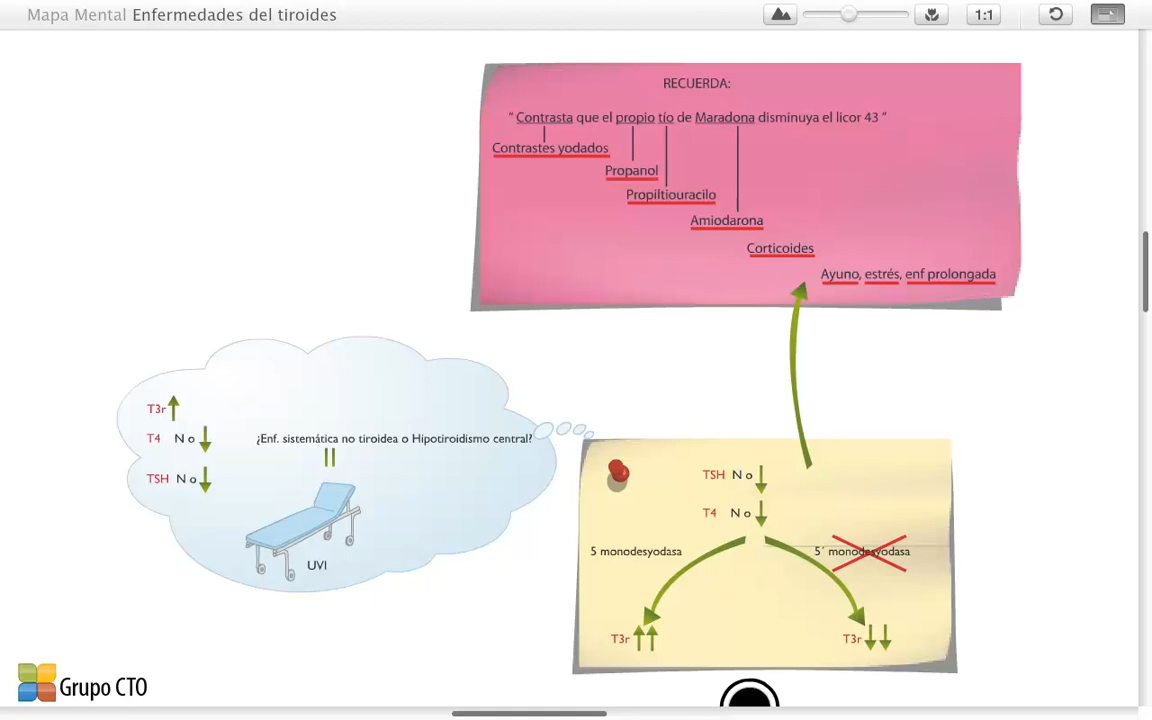 Mapa Mental Enfermedades del tiroides
1:1
RECUERDA:
" Contrasta que el propio tío de Maradona disminuya el licor 43 "
Contrastes yodados
Propanol
Propiltiouracilo
Amiodarona
Corticoides
Ayuno, estrés, enf prolongada
T3r
T4 N o
¿Enf. sistemática no tiroidea o Hipotiroidismo central?
TSH N o
UVI
TSH N o
T4 N o
5 monodesyodasa
5´ monodesyodasa
T3r
T3r
Grupo CTO